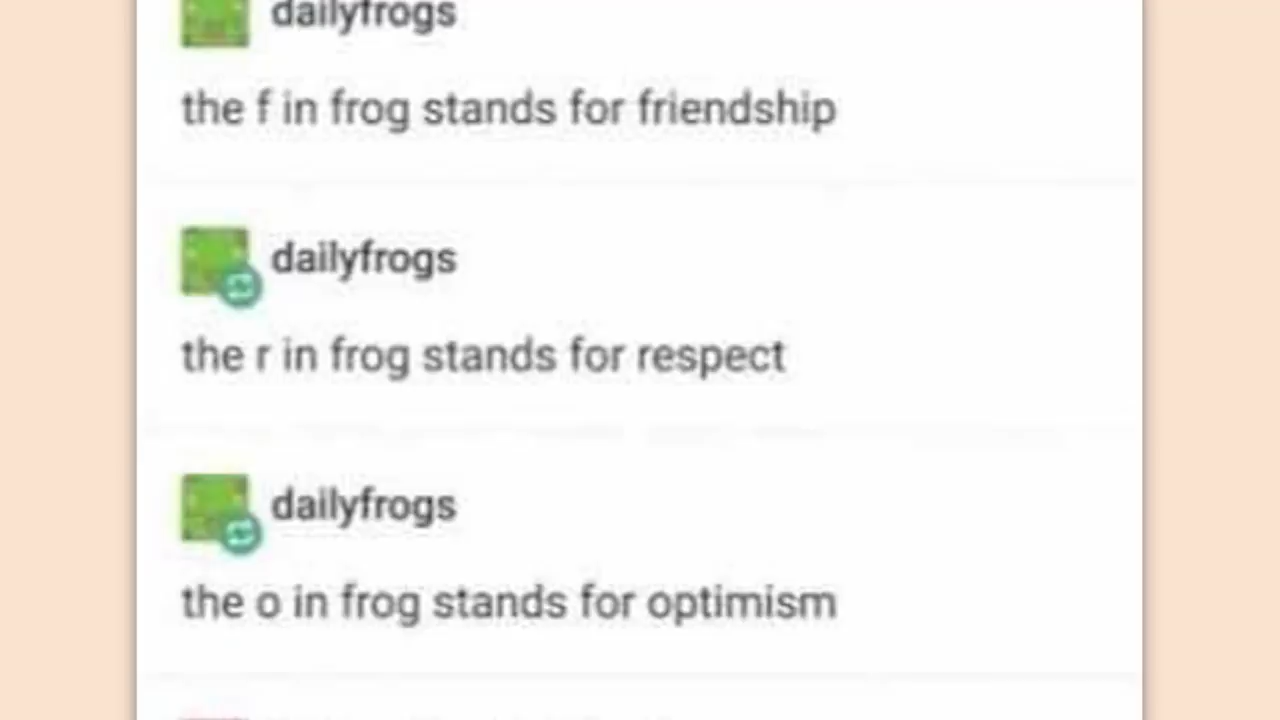 dailyfrogs
the f in frog stands for friendship
dailyfrogs
the r in frog stands for respect
dailyfrogs
the o in frog stands for optimism